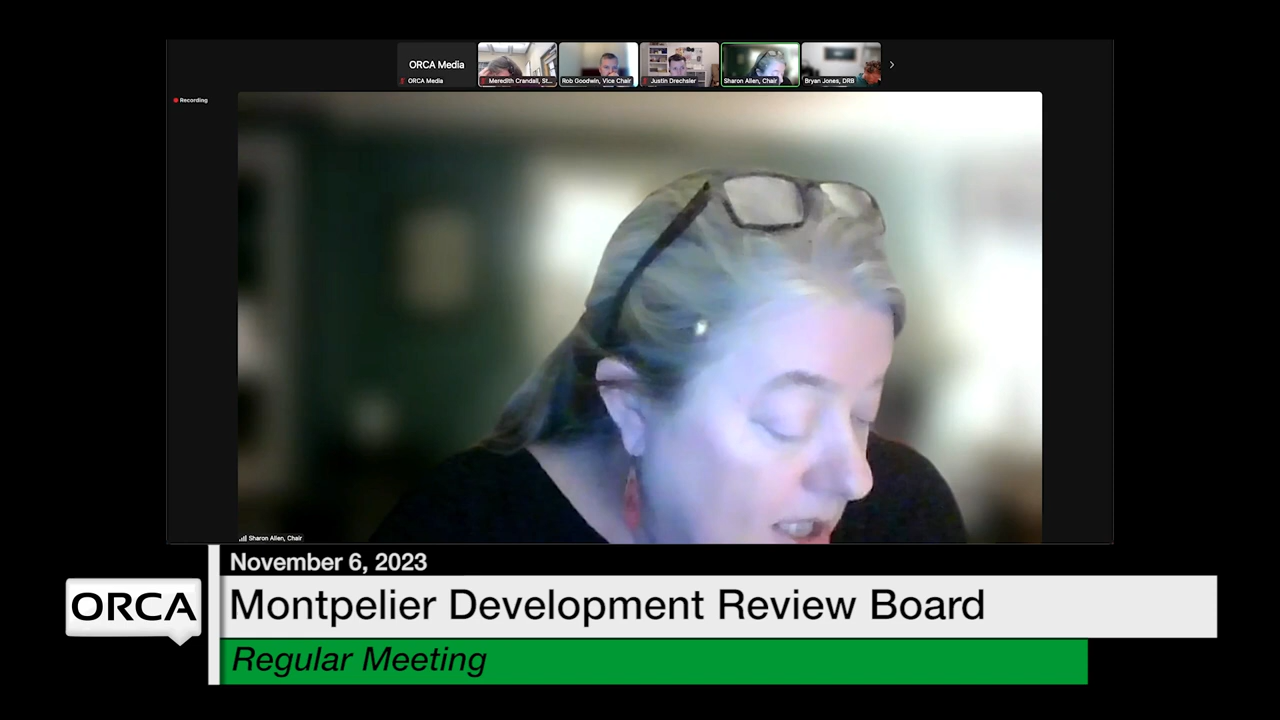 ORCA Media
ORCA Media
Meredith Crandall, St...
Rob Goodwin, Vice Chair
Justin Drechsler
Sharon Allen, Chair
Bryan Jones, DRB
Recording
Sharon Allen, Chair
November 6, 2023
ORCA
Montpelier Development Review Board
Regular Meeting